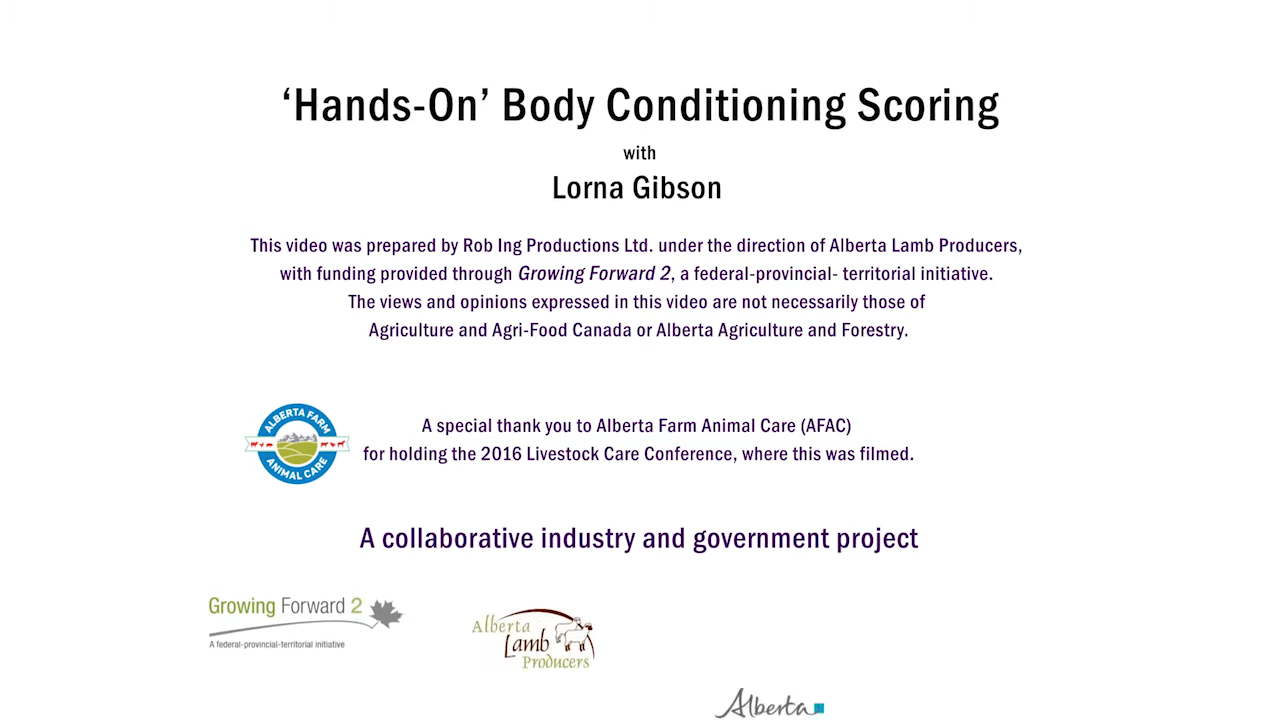 ‘Hands-On’ Body Conditioning Scoring
with
Lorna Gibson
This video was prepared by Rob Ing Productions Ltd. under the direction of Alberta Lamb Producers,
with funding provided through Growing Forward 2, a federal-provincial- territorial initiative.
The views and opinions expressed in this video are not necessarily those of
Agriculture and Agri-Food Canada or Alberta Agriculture and Forestry.
ALBERTA FARM
ANIMAL CARE
A special thank you to Alberta Farm Animal Care (AFAC)
for holding the 2016 Livestock Care Conference, where this was filmed.
A collaborative industry and government project
Growing Forward 2
A federal-provincial-territorial initiative
Alberta
Lamb
Producers
Alberta